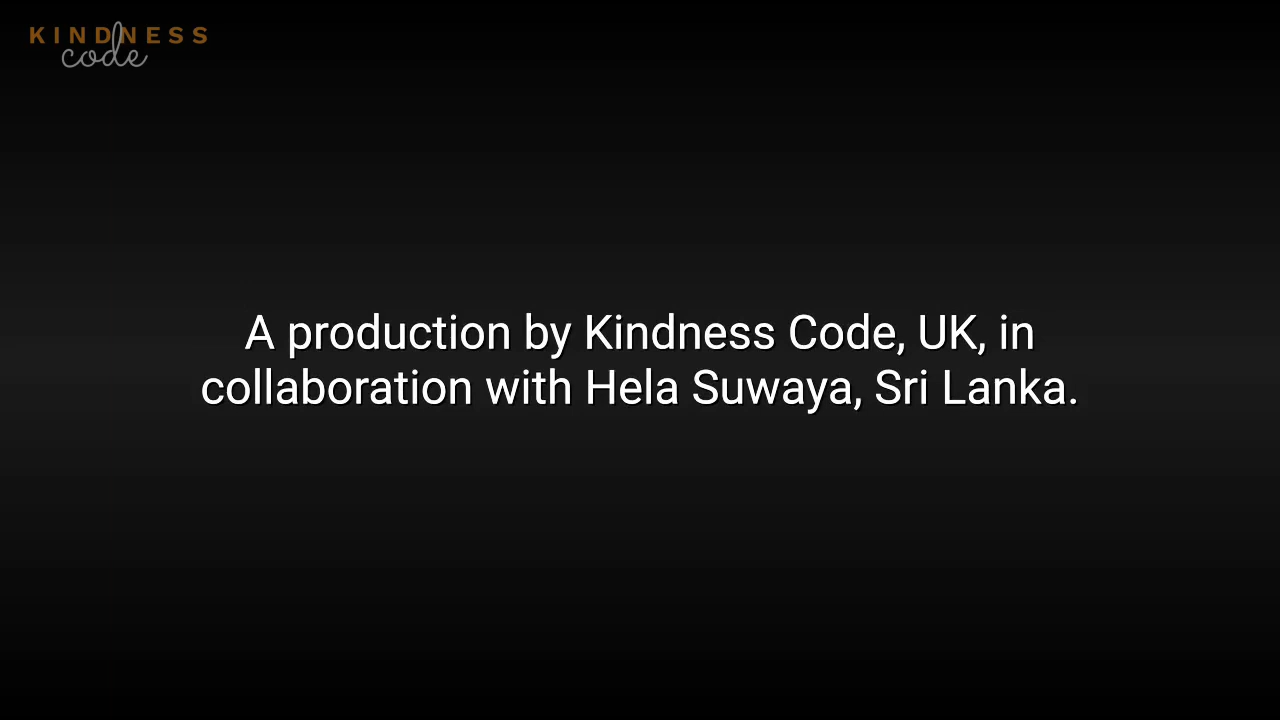 KINDNESS
code
A production by Kindness Code, UK, in
collaboration with Hela Suwaya, Sri Lanka.